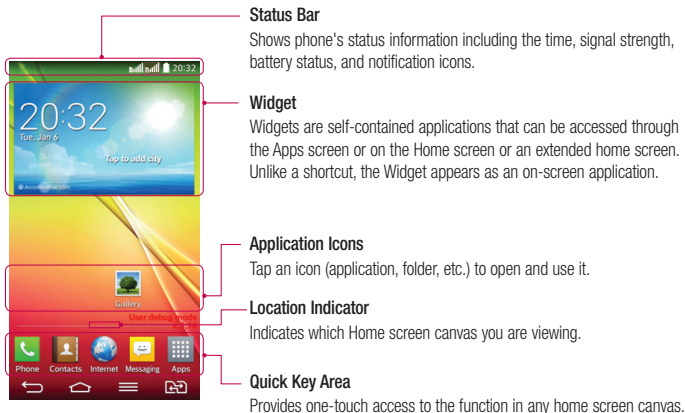 Status Bar
Shows phone's status information including the time, signal strength,
battery status, and notification icons.
20:32
Widget
Widgets are self-contained applications that can be accessed through
the Apps screen or on the Home screen or an extended home screen.
Unlike a shortcut, the Widget appears as an on-screen application.
20:32
Tue, Jan 6
Tap to add city
AccuWeather.com
Application Icons
Tap an icon (application, folder, etc.) to open and use it.
Gallery
User debug mode
Location Indicator
Indicates which Home screen canvas you are viewing.
Phone Contacts Internet Messaging Apps
Quick Key Area
Provides one-touch access to the function in any home screen canvas.